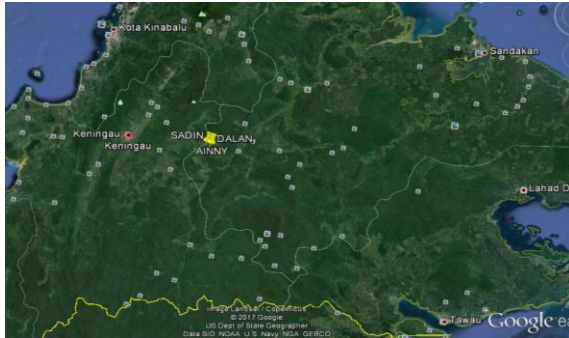 Kota Kinabalu
Sandakan
Keningau
Keningau
SADIN
DALAN
AINNY
Lahad D
Image Landsat / Copernicus
© 2017 Google
US Dept of State Geographer
Data SIO, NOAA, U.S. Navy, NGA, GEBCO
Tawau
Google ea